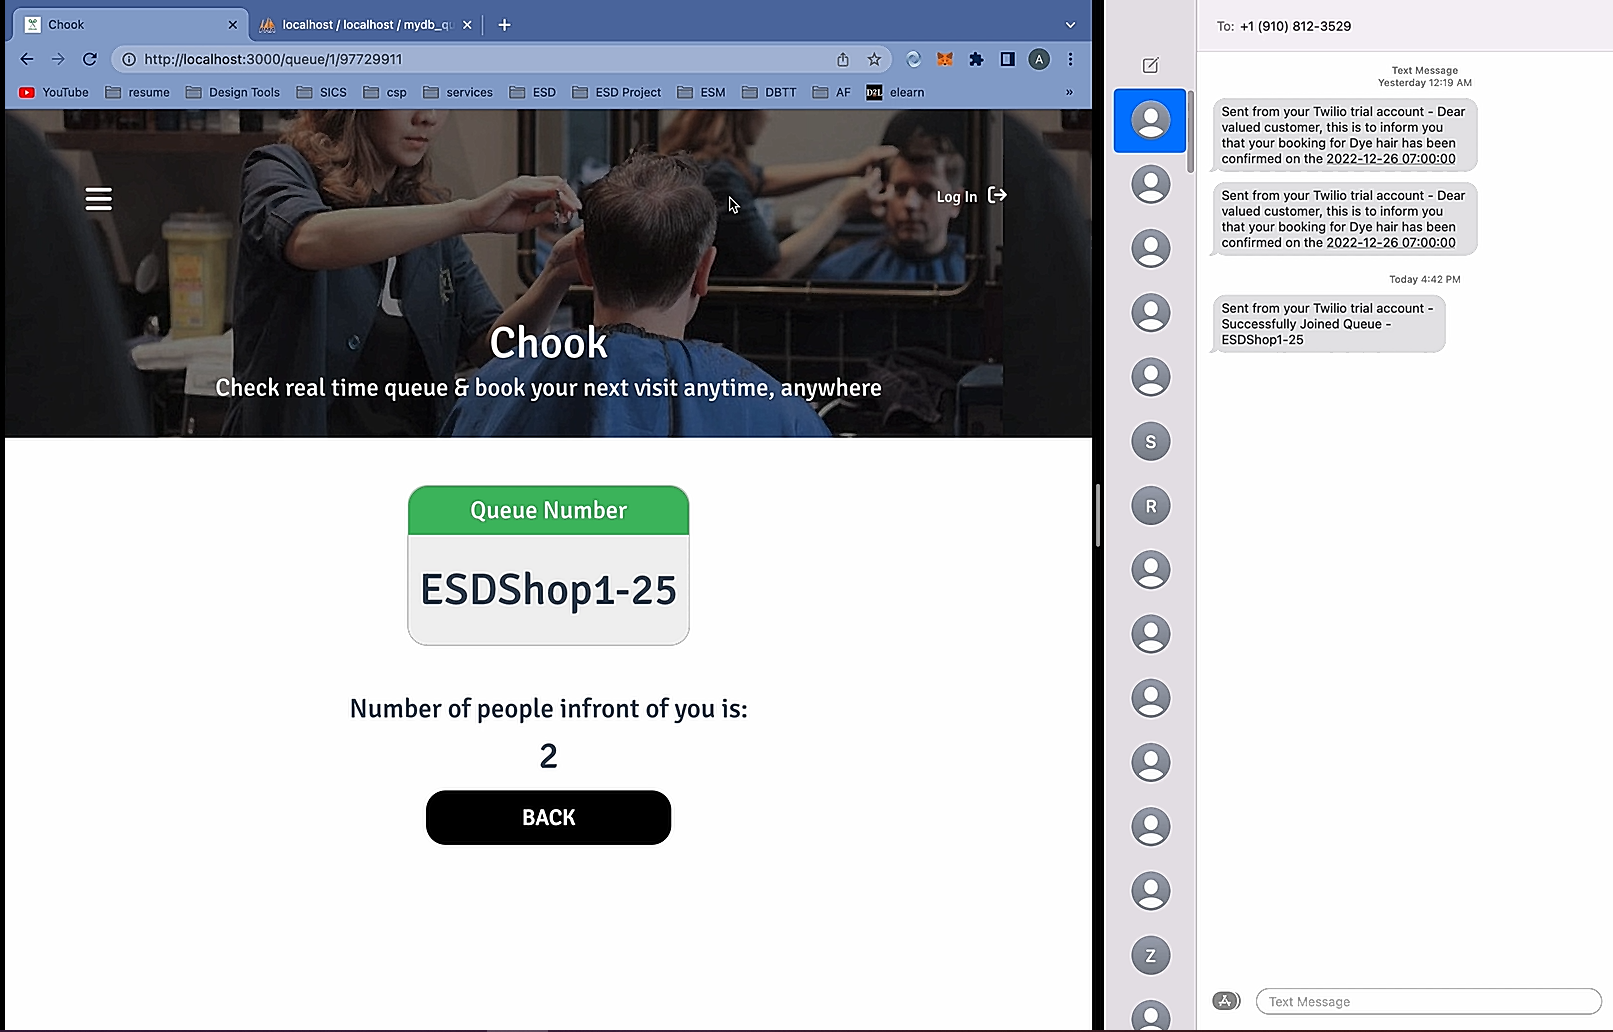 Chook
localhost / localhost / mydb_q
http://localhost:3000/queue/1/97729911
A
YouTube
resume
Design Tools
SICS
csp
services
ESD
ESD Project
ESM
DBTT
AF
D2L
elearn
»
Log In
Chook
Check real time queue & book your next visit anytime, anywhere
Queue Number
ESDShop1-25
Number of people infront of you is:
2
BACK
S
R
Z
To: +1 (910) 812-3529
Text Message
Yesterday 12:19 AM
Sent from your Twilio trial account - Dear
valued customer, this is to inform you
that your booking for Dye hair has been
confirmed on the 2022-12-26 07:00:00
Sent from your Twilio trial account - Dear
valued customer, this is to inform you
that your booking for Dye hair has been
confirmed on the 2022-12-26 07:00:00
Today 4:42 PM
Sent from your Twilio trial account -
Successfully Joined Queue -
ESDShop1-25
Text Message